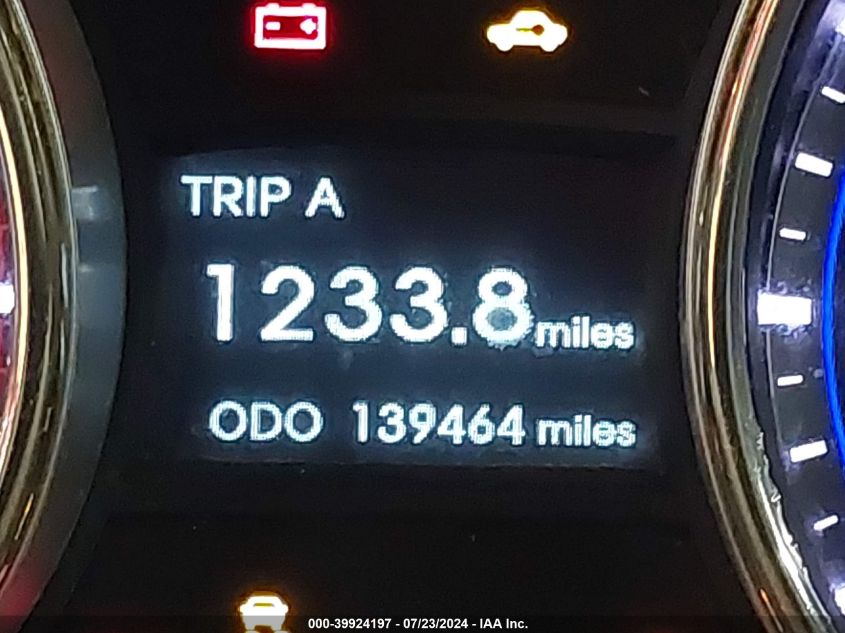 TRIP A
1233.8 miles
ODO 139464 miles
000-39924197 - 07/23/2024 - IAA Inc.